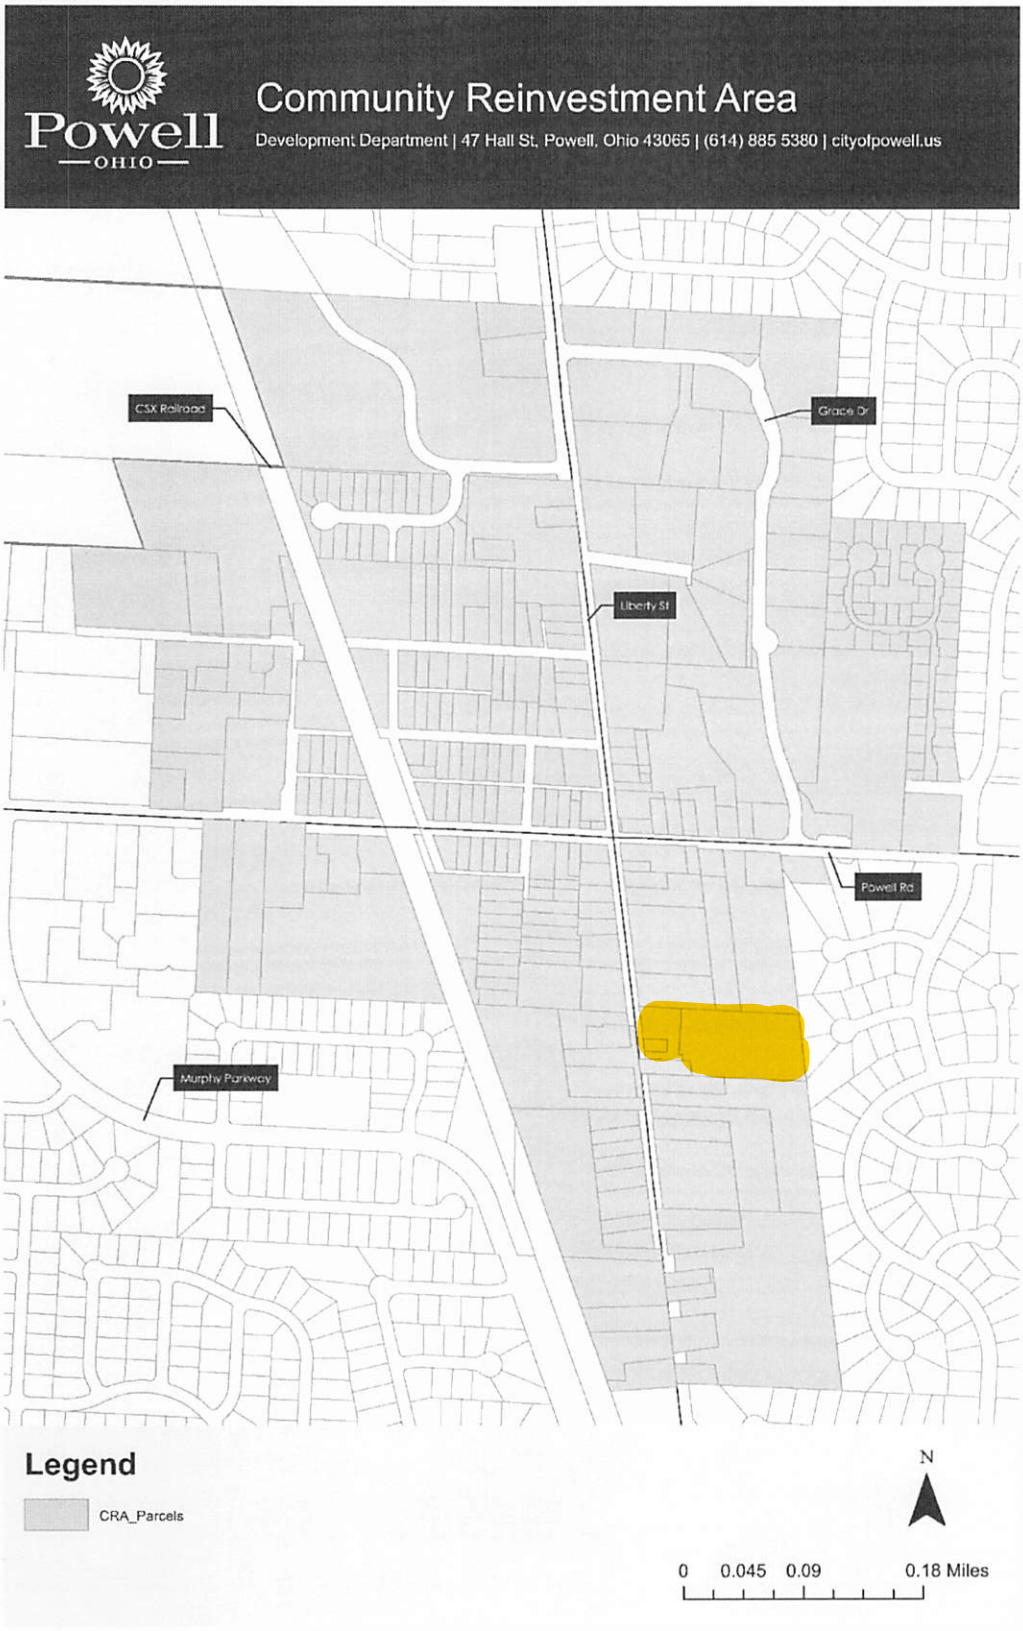 Powell
OHIO
Community Reinvestment Area
Development Department | 47 Hall St, Powell, Ohio 43065 | (614) 885 5380 | cityofpowell.us
CSX Railroad
Grace Dr
Liberty St
Powell Rd
Murphy Parkway
Legend
CRA_Parcels
N
0 0.045 0.09 0.18 Miles